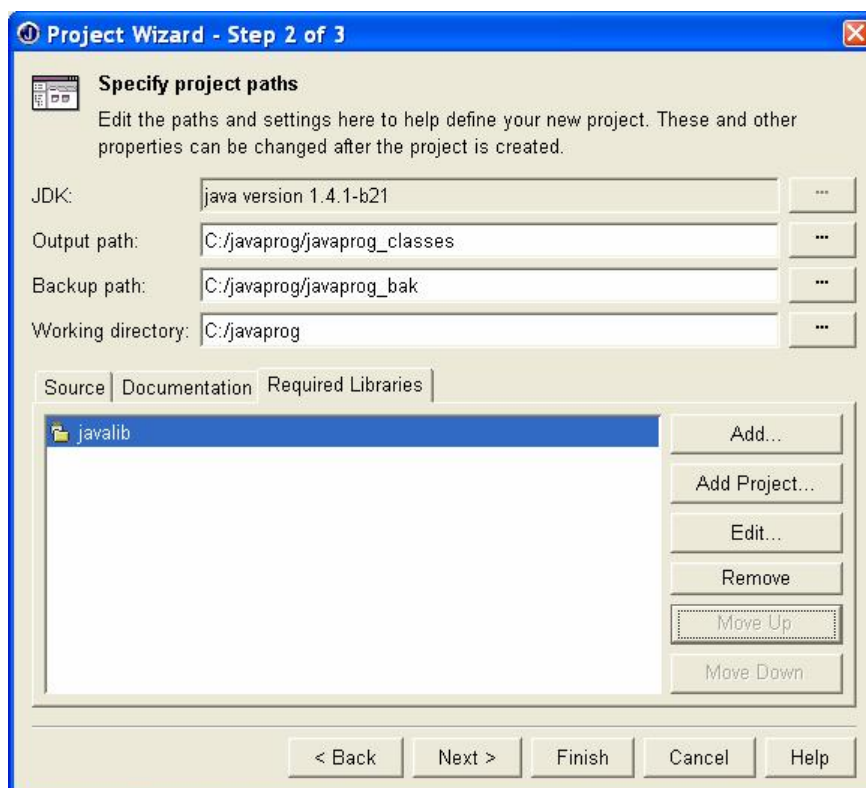 Project Wizard - Step 2 of 3
Specify project paths
Edit the paths and settings here to help define your new project. These and other
properties can be changed after the project is created.
JDK: java version 1.4.1-b21 ...
Output path: C:/javaprog/javaprog_classes ...
Backup path: C:/javaprog/javaprog_bak ...
Working directory: C:/javaprog ...
Source Documentation Required Libraries
javalib
Add...
Add Project...
Edit...
Remove
Move Up
Move Down
< Back Next > Finish Cancel Help